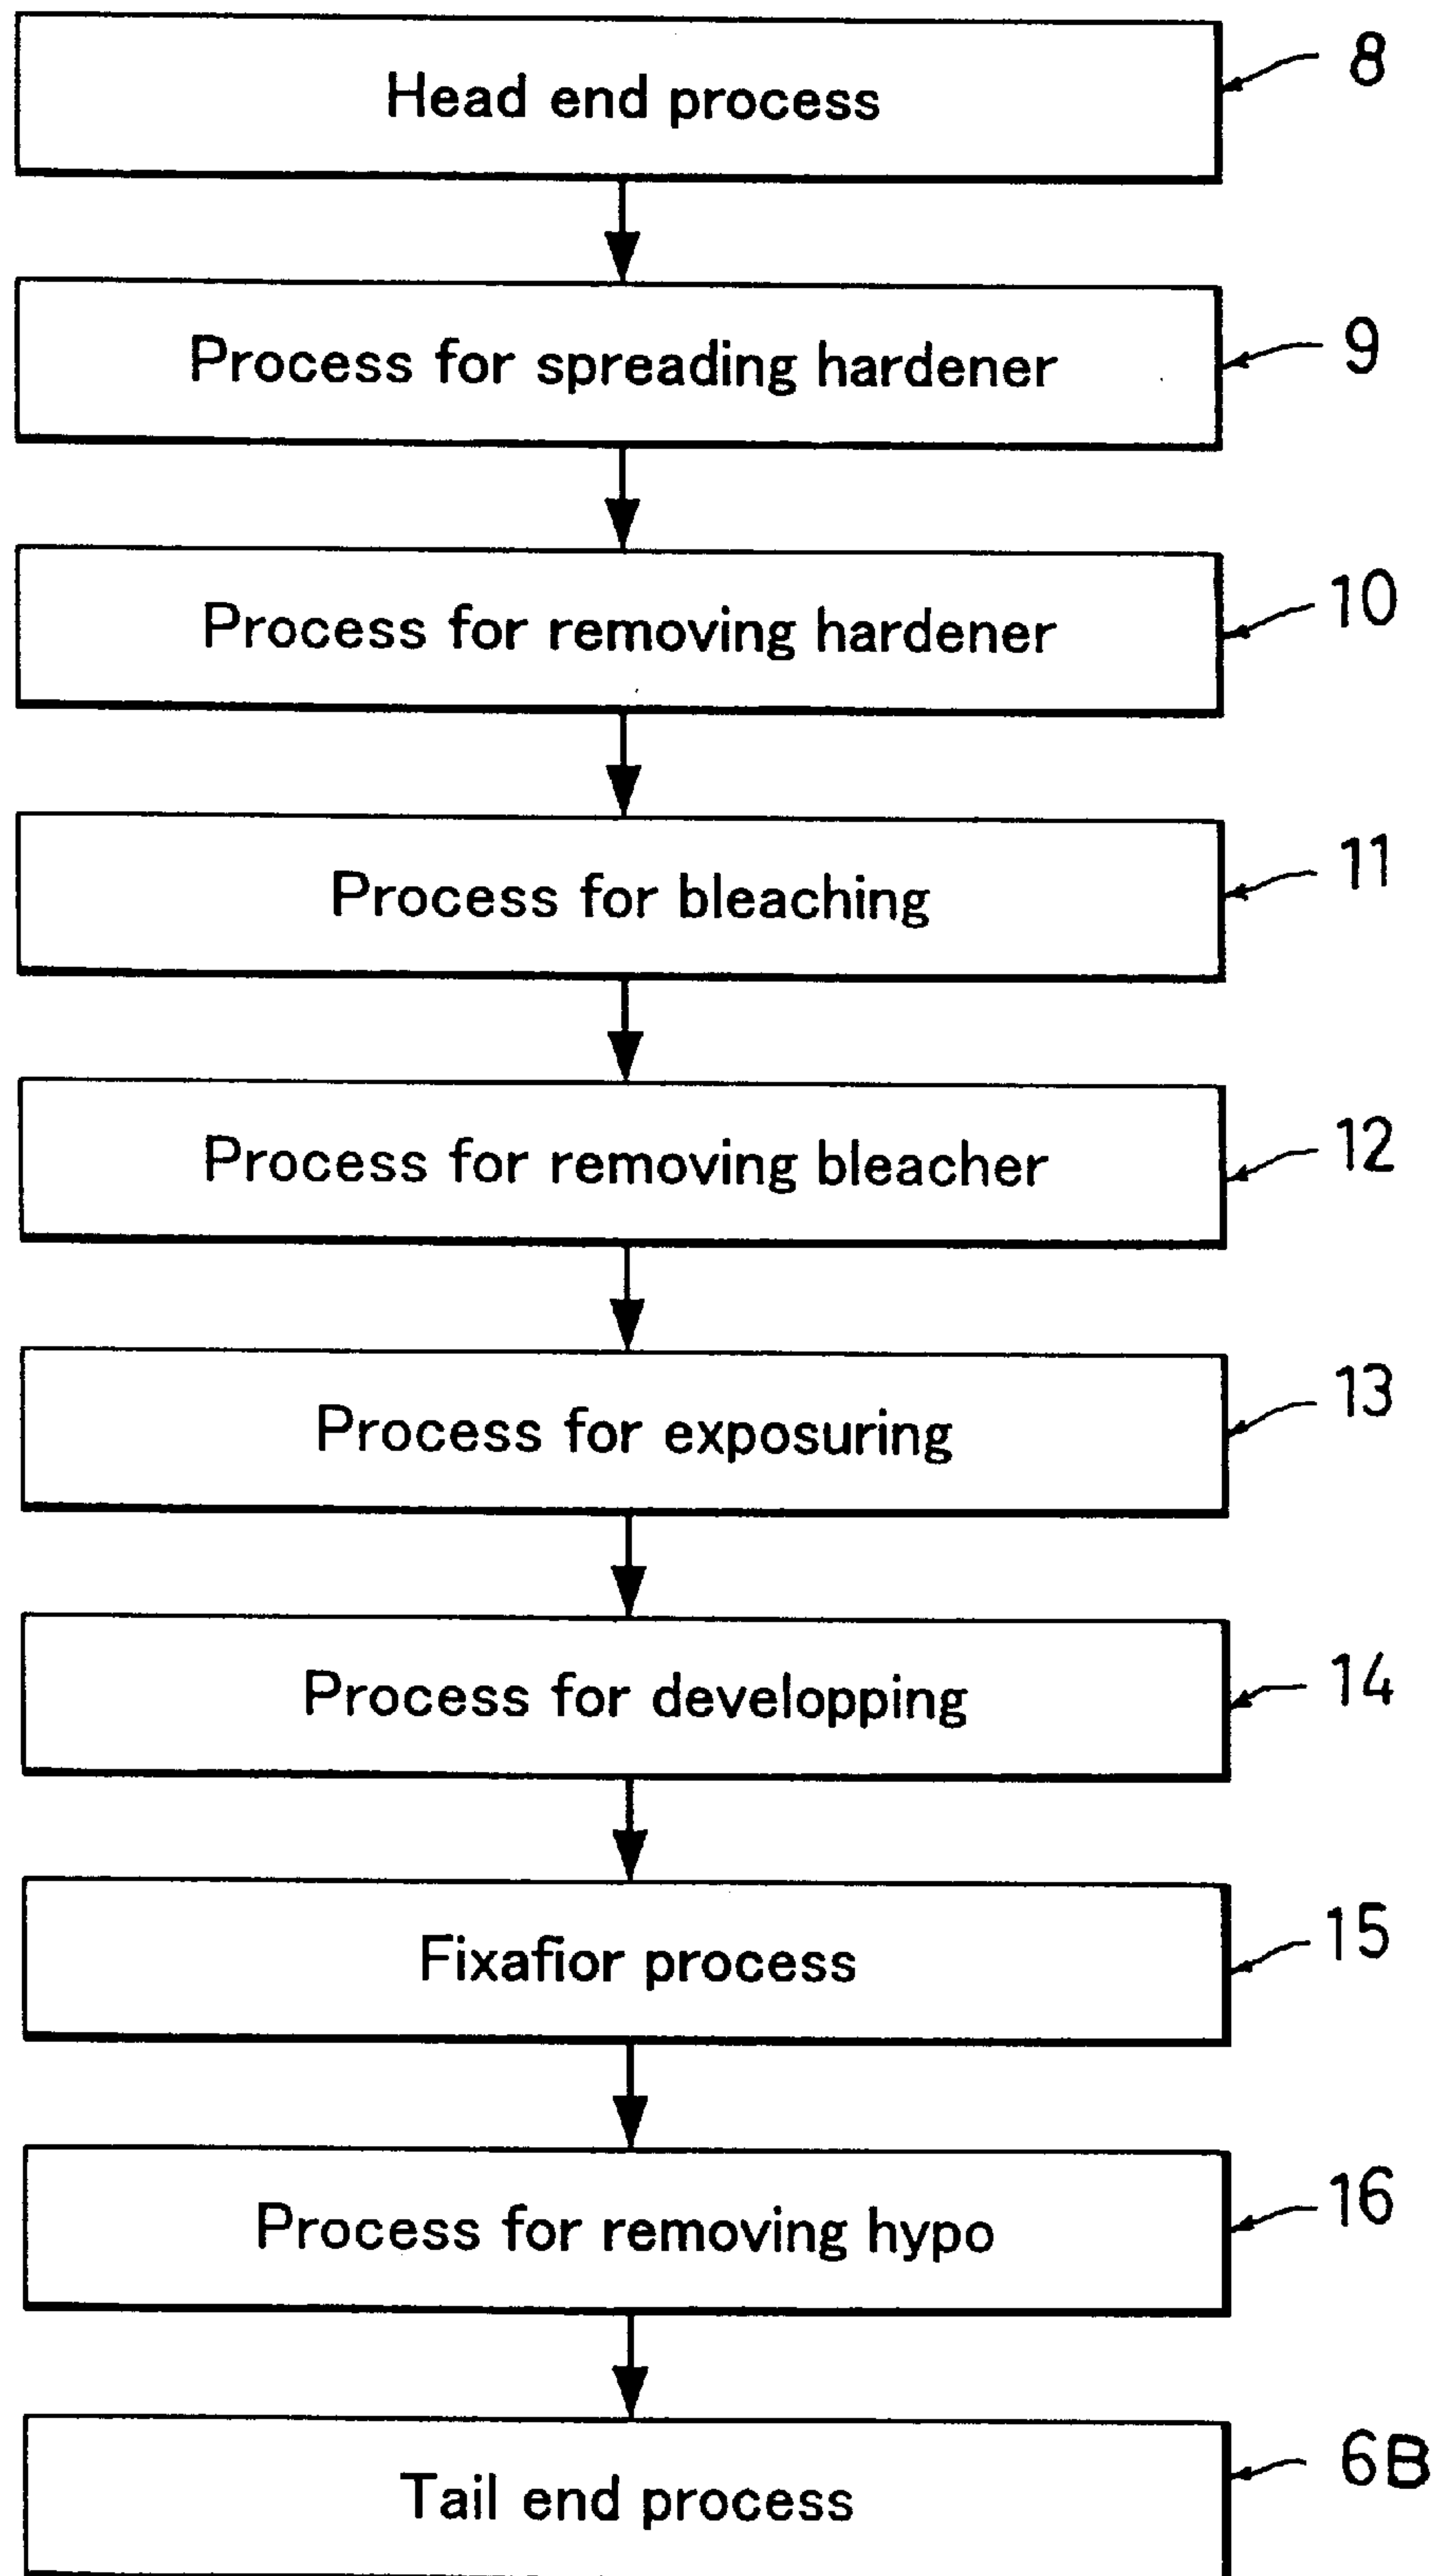 Head end process
8
Process for spreading hardener
9
Process for removing hardener
10
Process for bleaching
11
Process for removing bleacher
12
Process for exposuring
13
Process for developping
14
Fixafior process
15
Process for removing hypo
16
Tail end process
6B